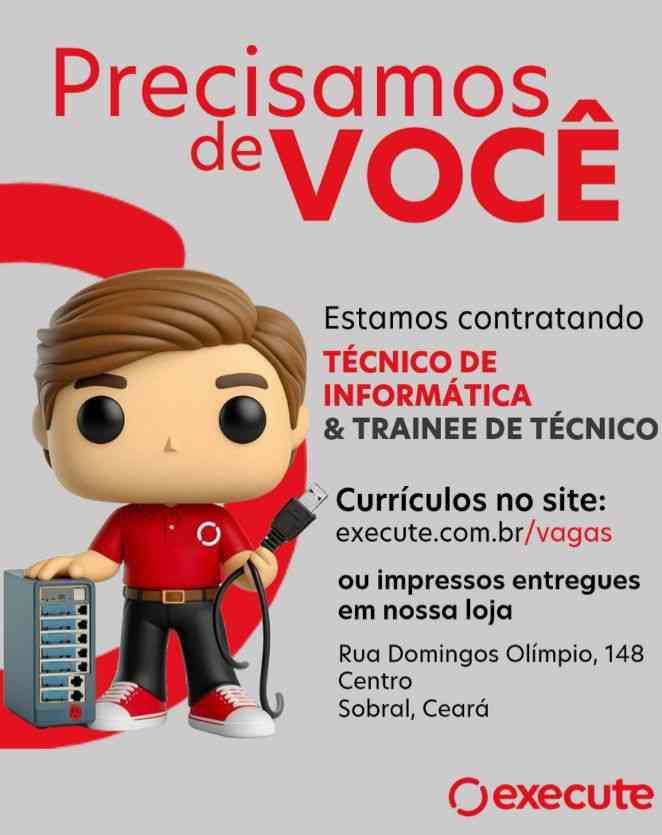 Precisamos
de VOCÊ
Estamos contratando
TÉCNICO DE
INFORMÁTICA
& TRAINEE DE TÉCNICO
Currículos no site:
execute.com.br/vagas
ou impressos entregues
em nossa loja
Rua Domingos Olímpio, 148
Centro
Sobral, Ceará
execute